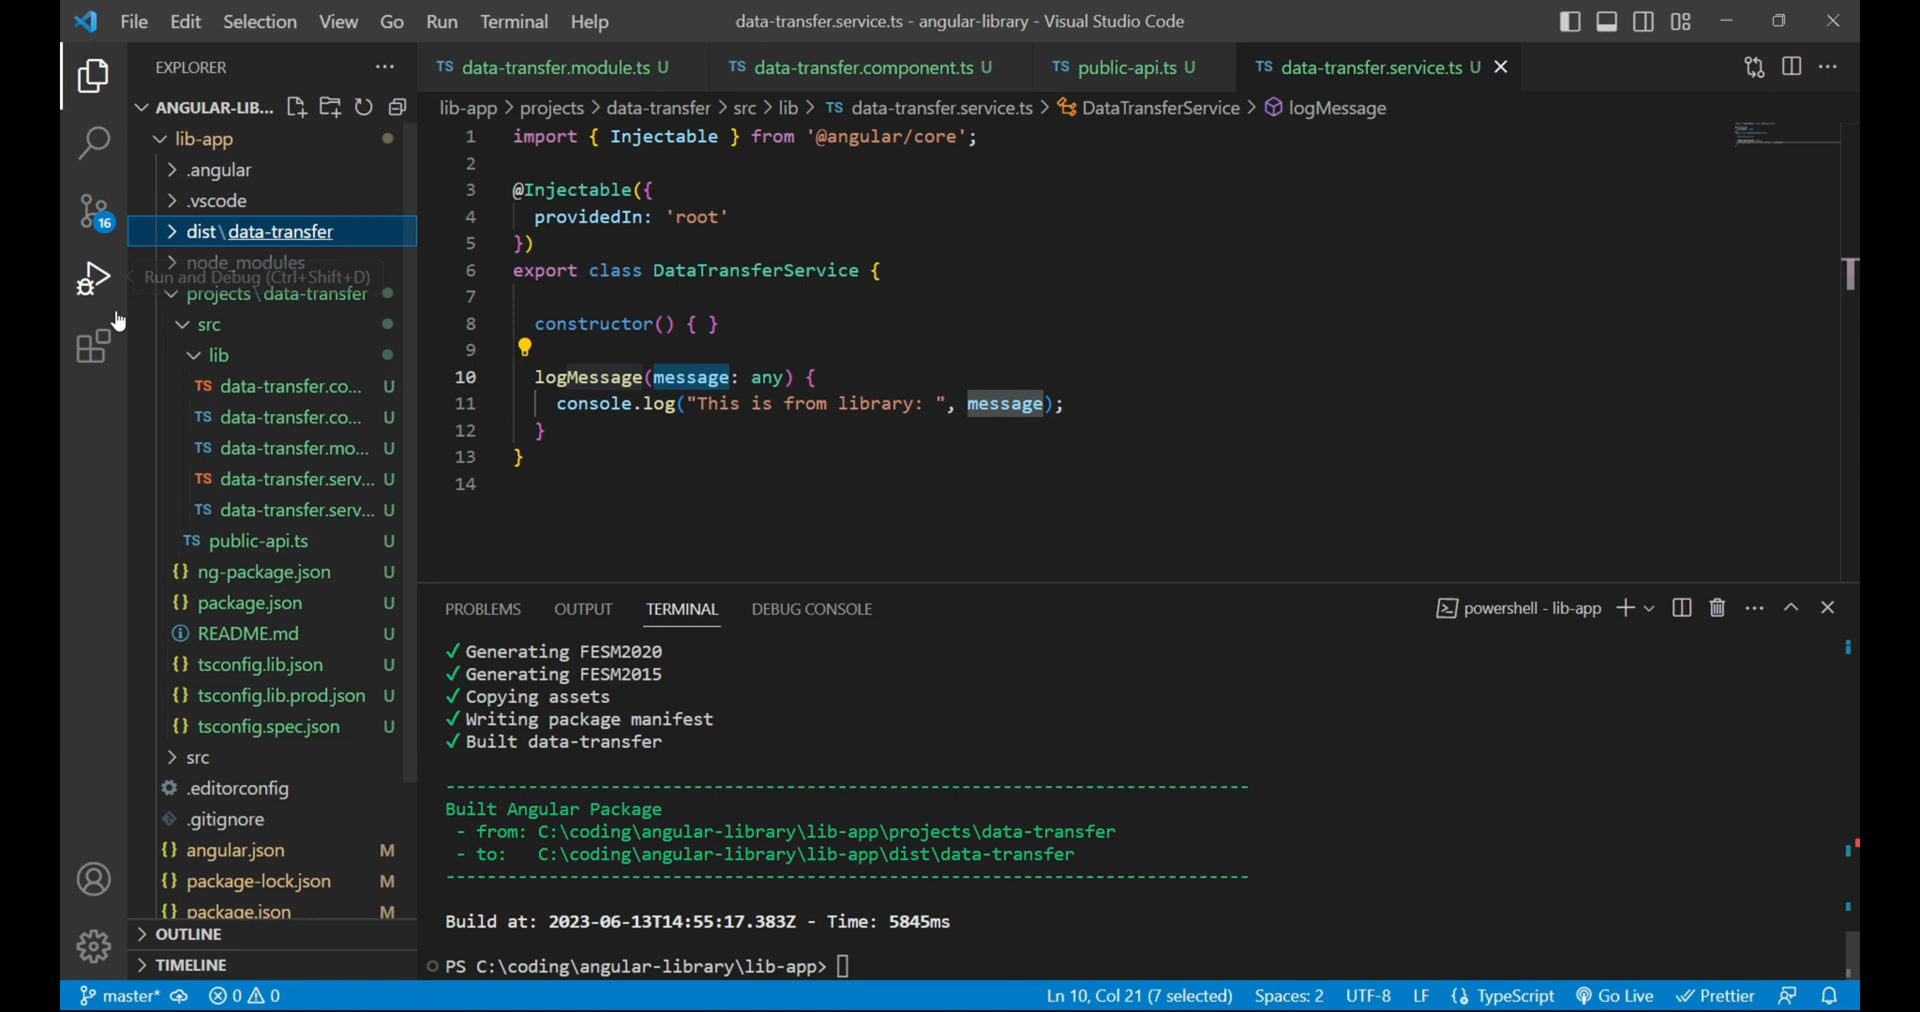 File Edit Selection View Go Run Terminal Help
data-transfer.service.ts - angular-library - Visual Studio Code
EXPLORER
TS data-transfer.module.ts U
TS data-transfer.component.ts U
TS public-api.ts U
TS data-transfer.service.ts U
ANGULAR-LIB...
lib-app > projects > data-transfer > src > lib > TS data-transfer.service.ts > DataTransferService > logMessage
lib-app
.angular
.vscode
dist\data-transfer
node_modules
Run and Debug (Ctrl+Shift+D)
projects\data-transfer
src
lib
TS data-transfer.co... U
TS data-transfer.co... U
TS data-transfer.mo... U
TS data-transfer.serv... U
TS data-transfer.serv... U
TS public-api.ts U
{} ng-package.json U
{} package.json U
README.md U
{} tsconfig.lib.json U
{} tsconfig.lib.prod.json U
{} tsconfig.spec.json U
src
.editorconfig
.gitignore
{} angular.json M
{} package-lock.json M
{} package.json M
OUTLINE
TIMELINE
16
1 import { Injectable } from '@angular/core';
2
3 @Injectable({
4 providedIn: 'root'
5 })
6 export class DataTransferService {
7
8 constructor() { }
9
10 logMessage(message: any) {
11 console.log("This is from library: ", message);
12 }
13 }
14
PROBLEMS OUTPUT TERMINAL DEBUG CONSOLE
powershell - lib-app
✓ Generating FESM2020
✓ Generating FESM2015
✓ Copying assets
✓ Writing package manifest
✓ Built data-transfer
------------------------------------------------------------------------------
Built Angular Package
- from: C:\coding\angular-library\lib-app\projects\data-transfer
- to: C:\coding\angular-library\lib-app\dist\data-transfer
------------------------------------------------------------------------------
Build at: 2023-06-13T14:55:17.383Z - Time: 5845ms
PS C:\coding\angular-library\lib-app>
master* 0 0
Ln 10, Col 21 (7 selected) Spaces: 2 UTF-8 LF TypeScript Go Live Prettier